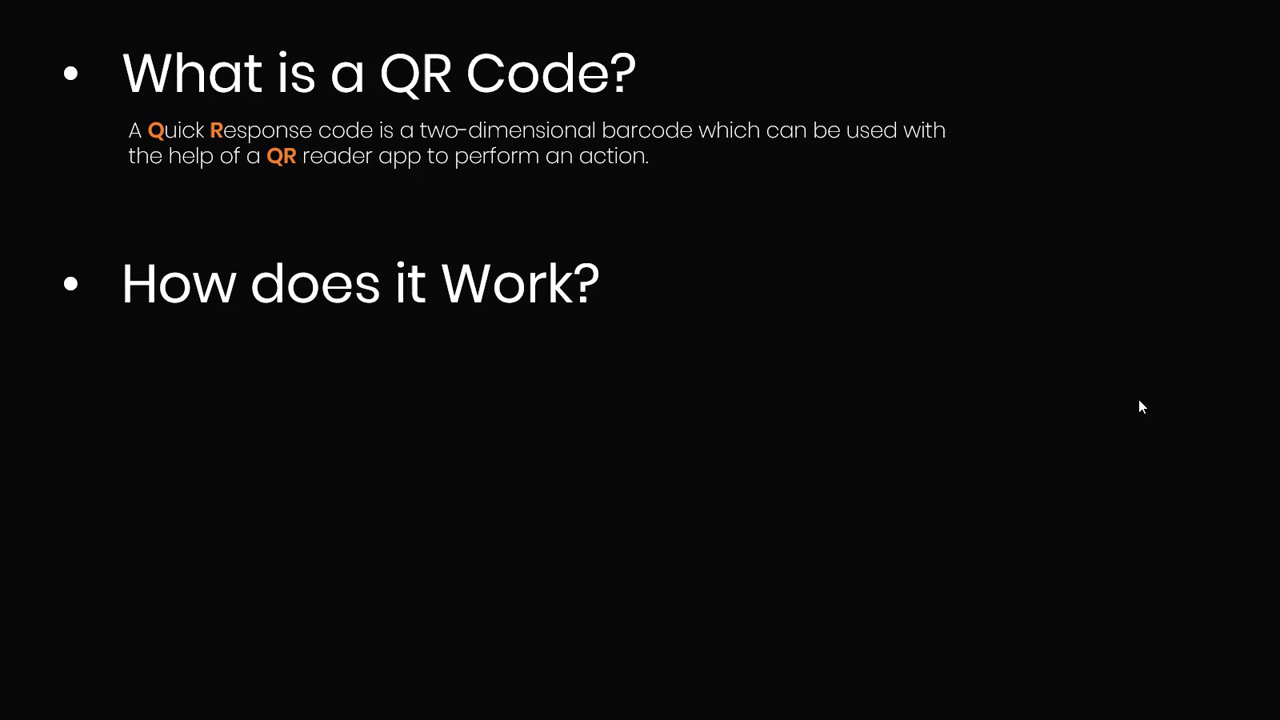 • What is a QR Code?
A Quick Response code is a two-dimensional barcode which can be used with
the help of a QR reader app to perform an action.
• How does it Work?